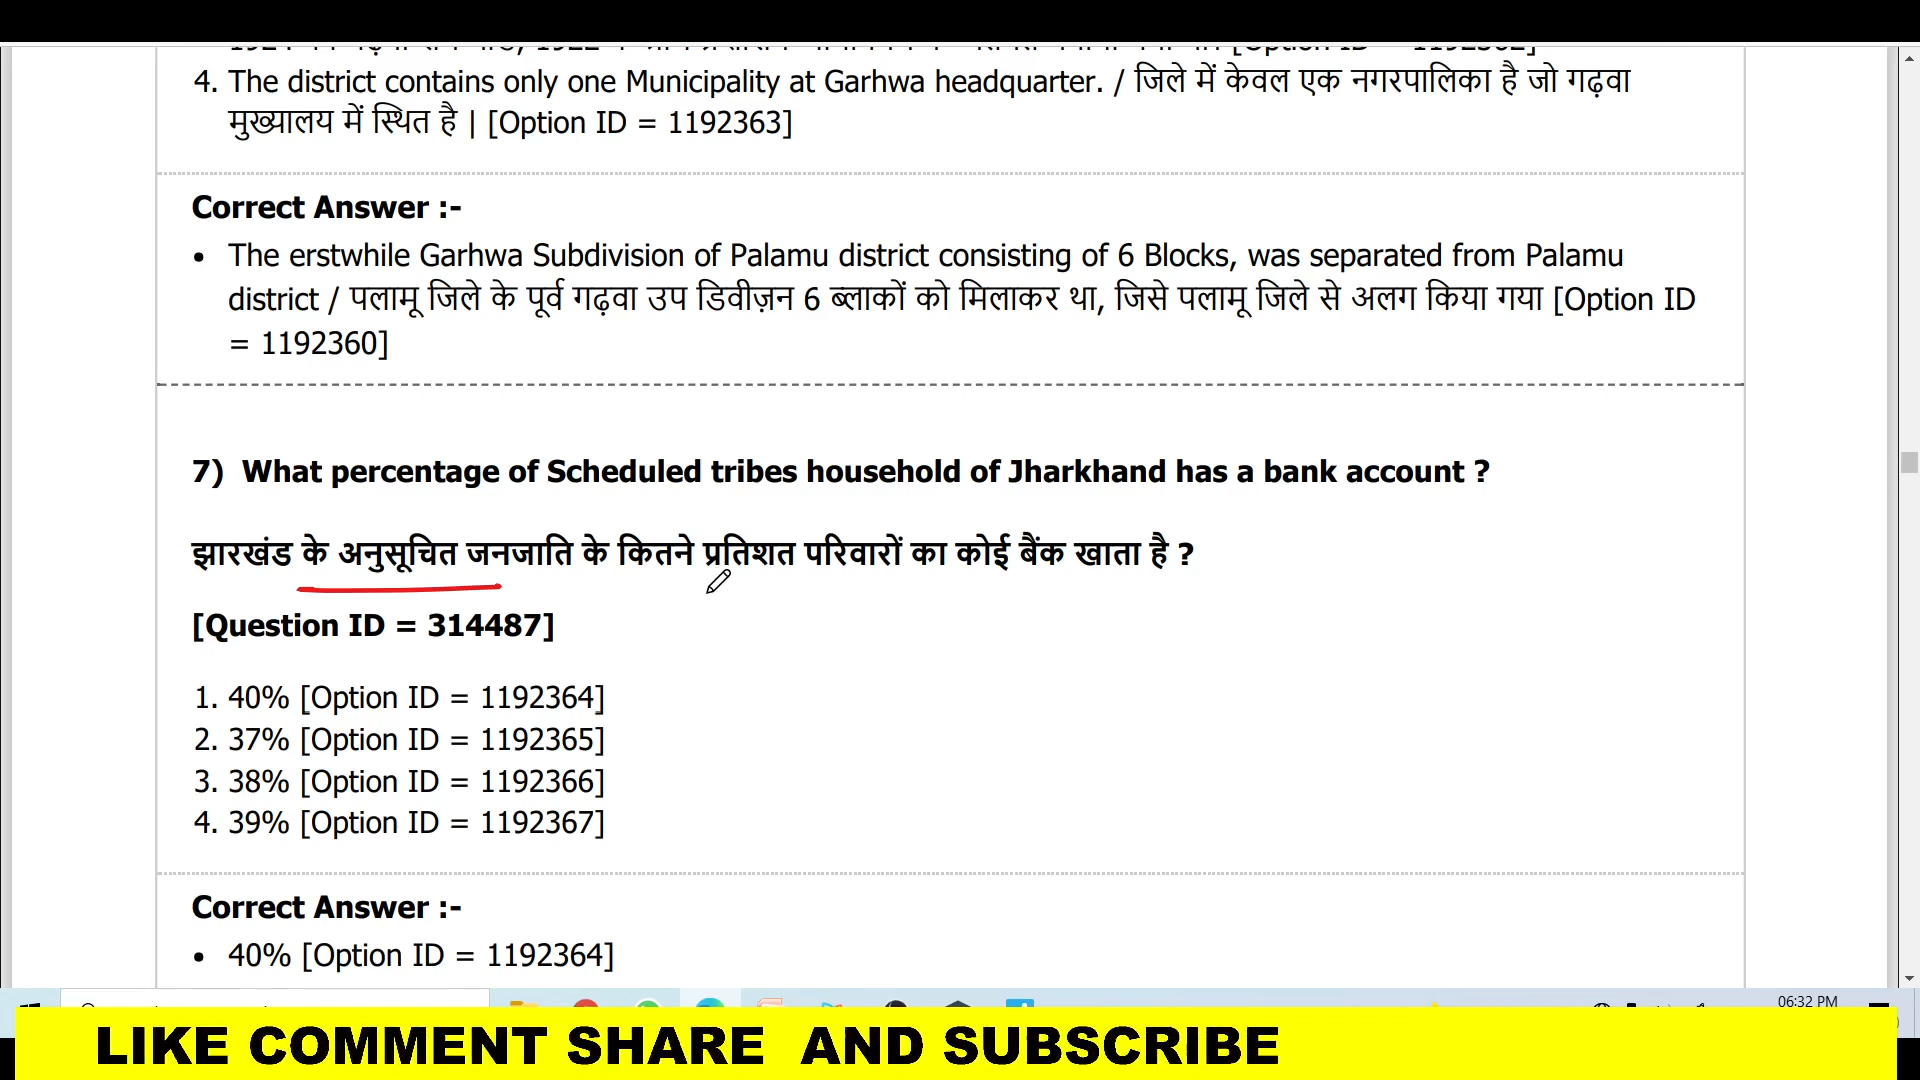 4. The district contains only one Municipality at Garhwa headquarter. / जिले में केवल एक नगरपालिका है जो गढ़वा
मुख्यालय में स्थित है | [Option ID = 1192363]
Correct Answer :-
• The erstwhile Garhwa Subdivision of Palamu district consisting of 6 Blocks, was separated from Palamu
district / पलामू जिले के पूर्व गढ़वा उप डिवीज़न 6 ब्लाकों को मिलाकर था, जिसे पलामू जिले से अलग किया गया [Option ID
= 1192360]
7) What percentage of Scheduled tribes household of Jharkhand has a bank account ?
झारखंड के अनुसूचित जनजाति के कितने प्रतिशत परिवारों का कोई बैंक खाता है ?
[Question ID = 314487]
1. 40% [Option ID = 1192364]
2. 37% [Option ID = 1192365]
3. 38% [Option ID = 1192366]
4. 39% [Option ID = 1192367]
Correct Answer :-
• 40% [Option ID = 1192364]
06:32 PM
LIKE COMMENT SHARE AND SUBSCRIBE